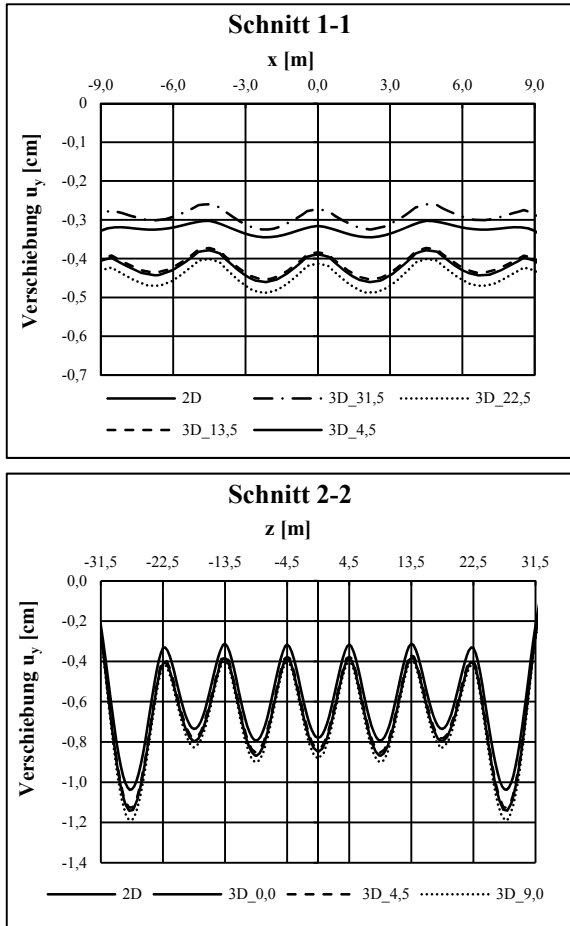 Schnitt 1-1
x [m]
-9,0 -6,0 -3,0 0,0 3,0 6,0 9,0
0
-0,1
-0,2
-0,3
-0,4
-0,5
-0,6
-0,7
Verschiebung uy [cm]
2D 3D_31,5 3D_22,5
3D_13,5 3D_4,5
Schnitt 2-2
z [m]
-31,5 -22,5 -13,5 -4,5 4,5 13,5 22,5 31,5
0,0
-0,2
-0,4
-0,6
-0,8
-1,0
-1,2
-1,4
Verschiebung uy [cm]
2D 3D_0,0 3D_4,5 3D_9,0